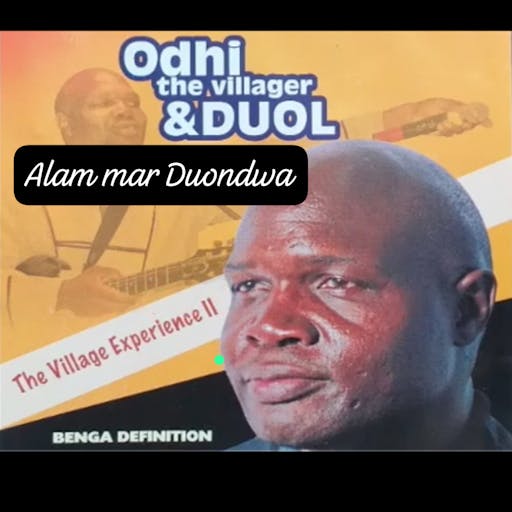 Odhi
the villager
& DUOL
Alam mar Duondwa
The Village Experience II
BENGA DEFINITION